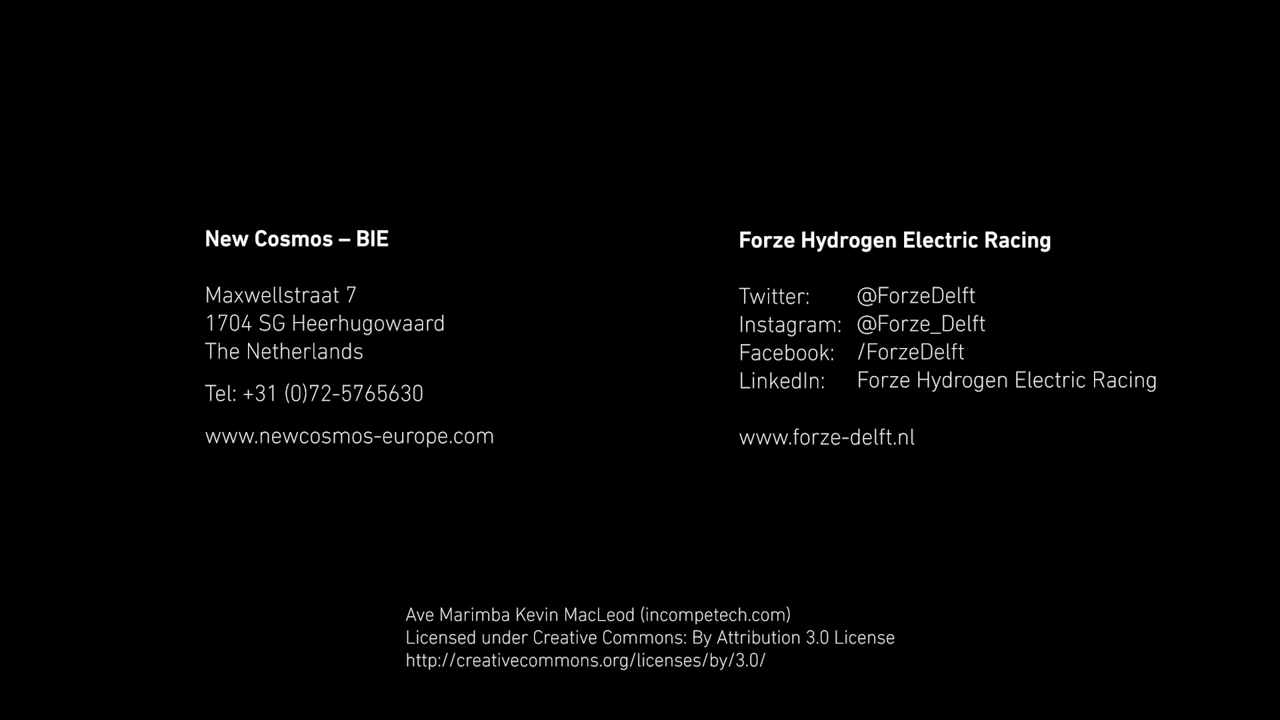 New Cosmos – BIE
Maxwellstraat 7
1704 SG Heerhugowaard
The Netherlands
Tel: +31 (0)72-5765630
www.newcosmos-europe.com
Forze Hydrogen Electric Racing
Twitter: @ForzeDelft
Instagram: @Forze_Delft
Facebook: /ForzeDelft
LinkedIn: Forze Hydrogen Electric Racing
www.forze-delft.nl
Ave Marimba Kevin MacLeod (incompetech.com)
Licensed under Creative Commons: By Attribution 3.0 License
http://creativecommons.org/licenses/by/3.0/